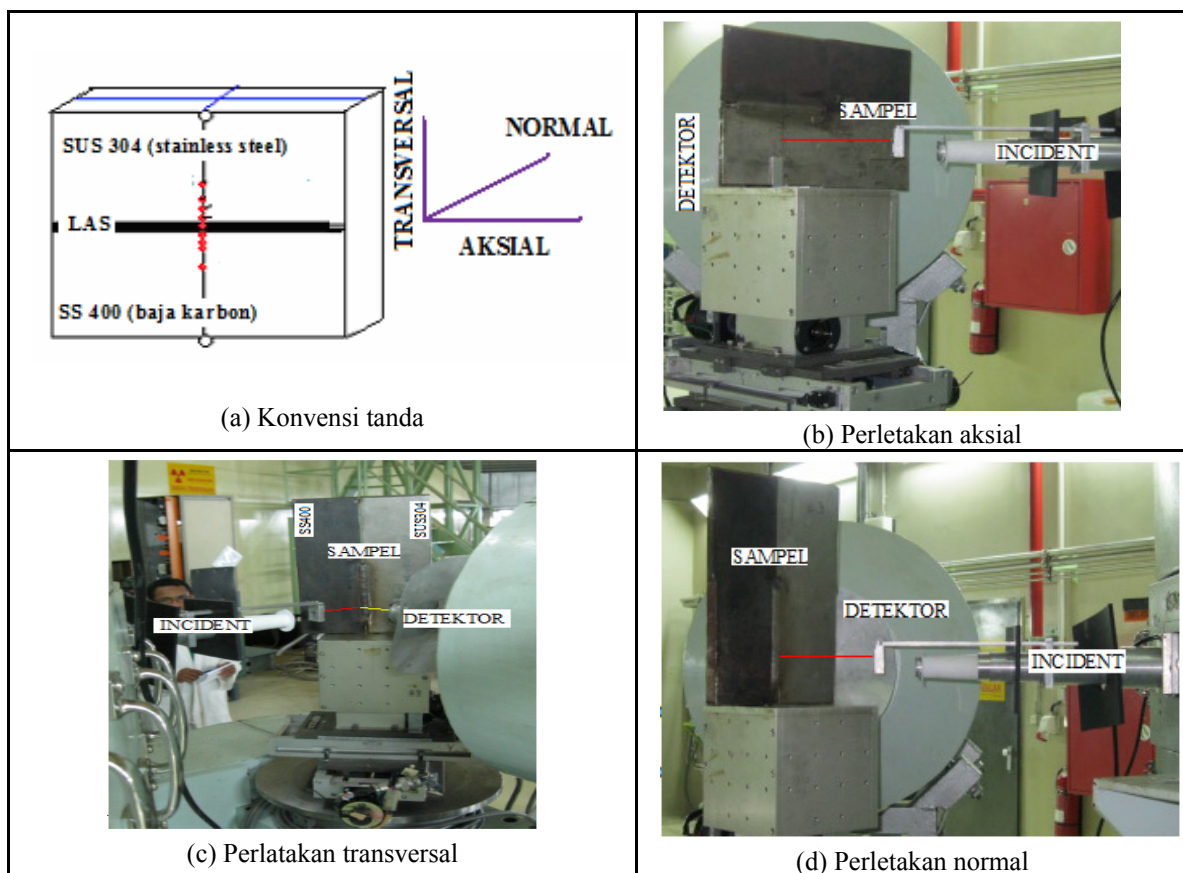 SUS 304 (stainless steel)
LAS
SS 400 (baja karbon)
TRANSVERSAL
NORMAL
AKSIAL
(a) Konvensi tanda
DETEKTOR
SAMPEL
INCIDENT
(b) Perletakan aksial
SS400
SUS304
SAMPEL
INCIDENT
DETEKTOR
(c) Perlatakan transversal
SAMPEL
DETEKTOR
INCIDENT
(d) Perletakan normal